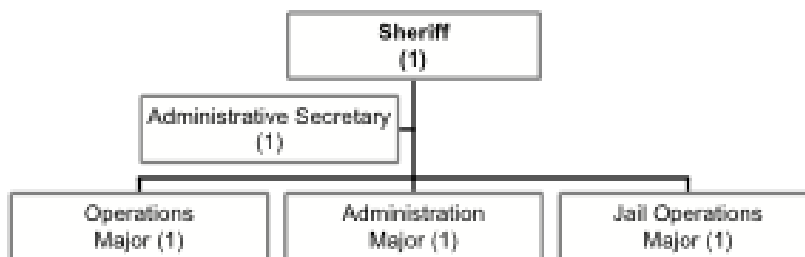 Sheriff
(1)
Administrative Secretary
(1)
Operations
Major (1)
Administration
Major (1)
Jail Operations
Major (1)